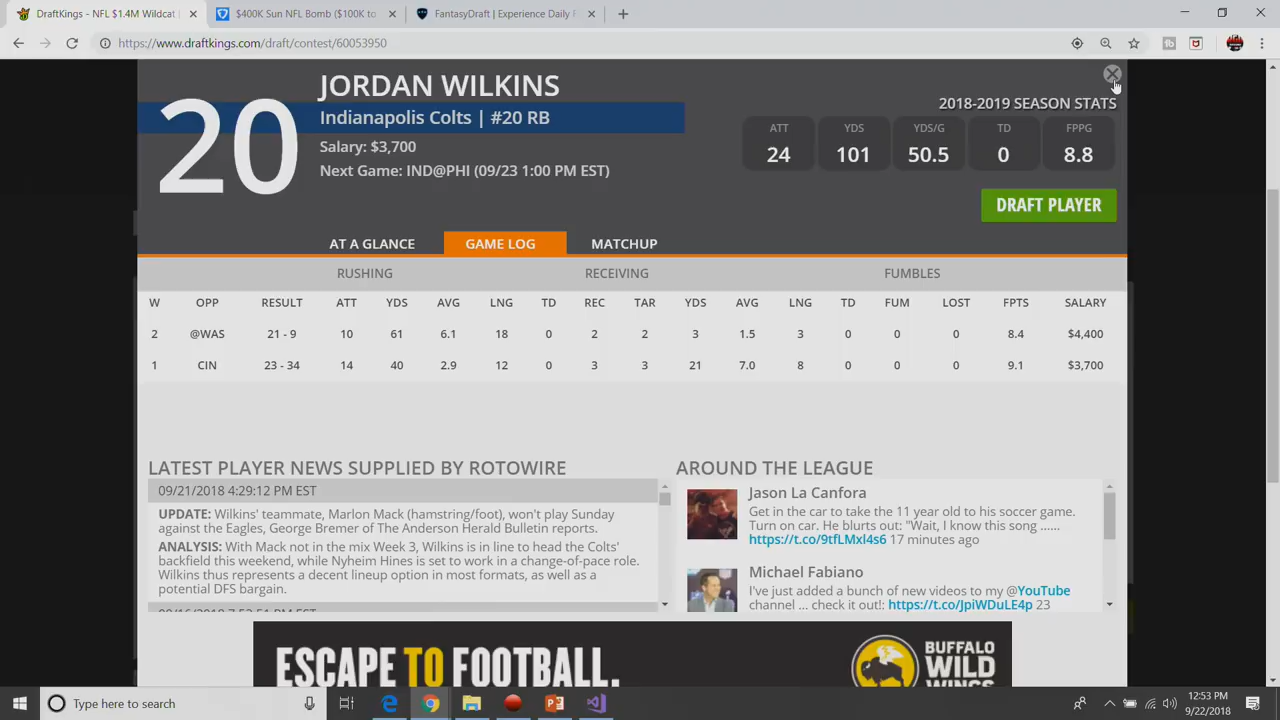 DraftKings - NFL $1.4M Wildcat
$400K Sun NFL Bomb ($100K to
FantasyDraft | Experience Daily
https://www.draftkings.com/draft/contest/60053950
20
JORDAN WILKINS
Indianapolis Colts | #20 RB
Salary: $3,700
Next Game: IND@PHI (09/23 1:00 PM EST)
2018-2019 SEASON STATS
ATT YDS YDS/G TD FPPG
24 101 50.5 0 8.8
DRAFT PLAYER
AT A GLANCE GAME LOG MATCHUP
RUSHING RECEIVING FUMBLES
W OPP RESULT ATT YDS AVG LNG TD REC TAR YDS AVG LNG TD FUM LOST FPTS SALARY
2 @WAS 21 - 9 10 61 6.1 18 0 2 2 3 1.5 3 0 0 0 8.4 $4,400
1 CIN 23 - 34 14 40 2.9 12 0 3 3 21 7.0 8 0 0 0 9.1 $3,700
LATEST PLAYER NEWS SUPPLIED BY ROTOWIRE
09/21/2018 4:29:12 PM EST
UPDATE: Wilkins' teammate, Marlon Mack (hamstring/foot), won't play Sunday
against the Eagles, George Bremer of The Anderson Herald Bulletin reports.
ANALYSIS: With Mack not in the mix Week 3, Wilkins is in line to head the Colts'
backfield this weekend, while Nyheim Hines is set to work in a change-of-pace role.
Wilkins thus represents a decent lineup option in most formats, as well as a
potential DFS bargain.
AROUND THE LEAGUE
Jason La Canfora
Get in the car to take the 11 year old to his soccer game.
Turn on car. He blurts out: "Wait, I know this song ......
https://t.co/9tfLMxl4s6 17 minutes ago
Michael Fabiano
I've just added a bunch of new videos to my @YouTube
channel ... check it out!: https://t.co/JpiWDuLE4p 23
ESCAPE TO FOOTBALL.
BUFFALO
WILD
WINGS
Type here to search
12:53 PM
9/22/2018